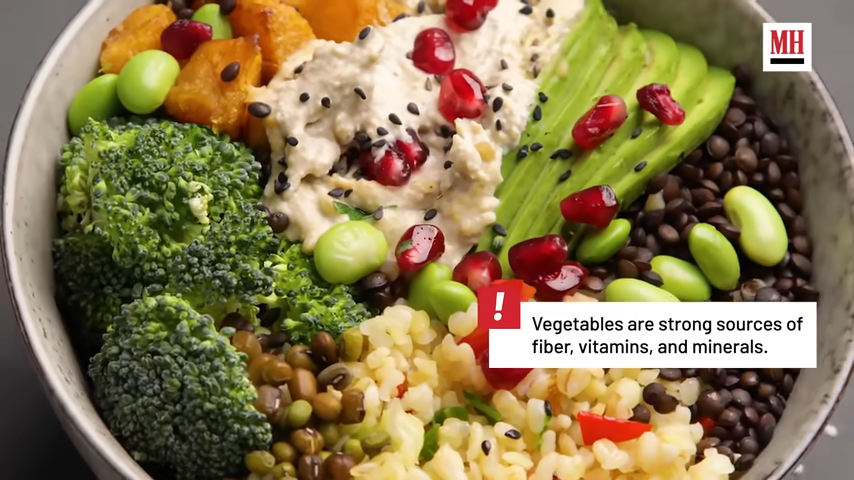 MH
!
Vegetables are strong sources of
fiber, vitamins, and minerals.